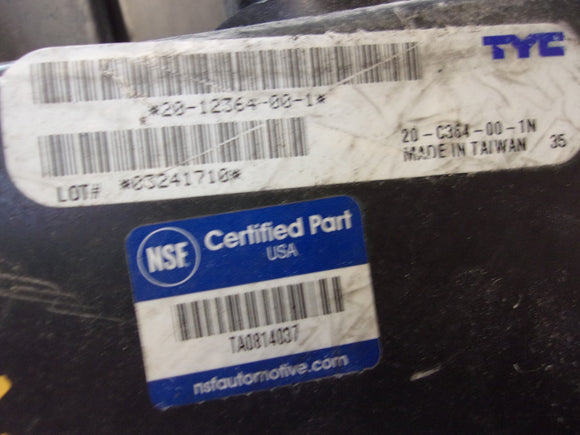 TYC
*20-12364-00-1*
20-C364-00-1N
MADE IN TAIWAN 35
LOT# *03241710*
NSF Certified Part
USA
TA0814037
nsfautomotive.com